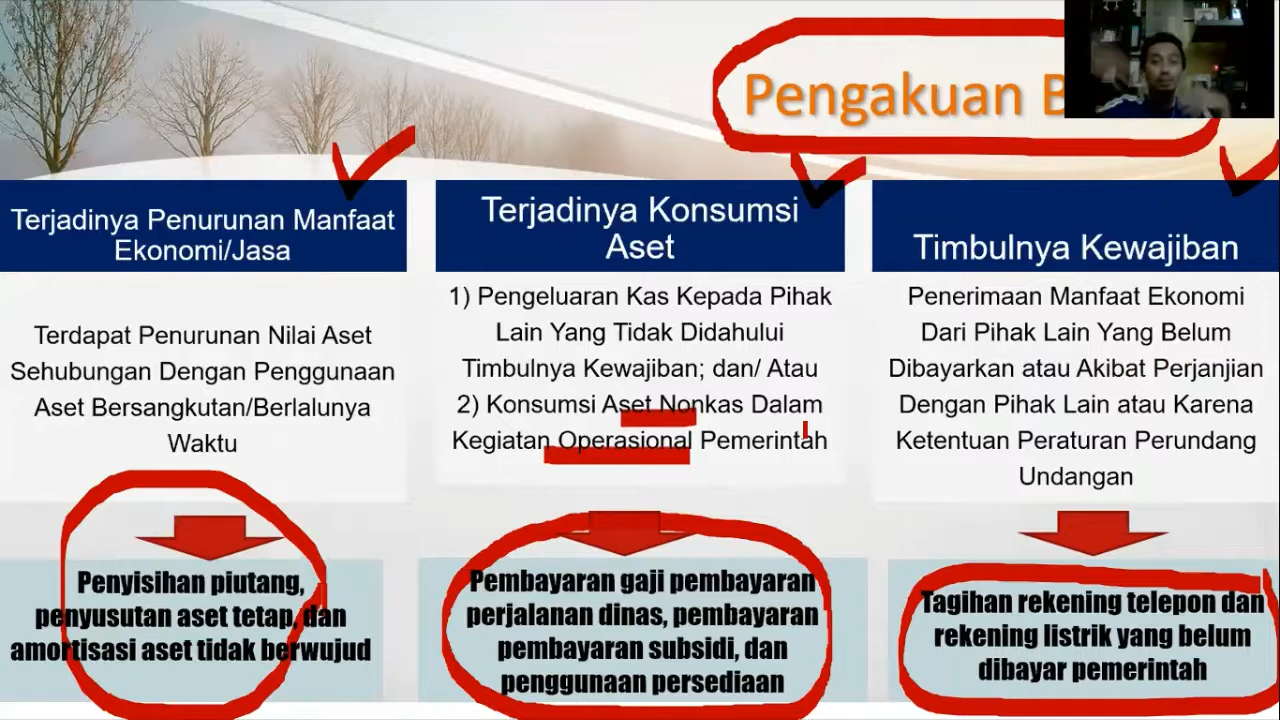 Pengakuan
Terjadinya Penurunan Manfaat
Ekonomi/Jasa
Terdapat Penurunan Nilai Aset
Sehubungan Dengan Penggunaan
Aset Bersangkutan/Berlalunya
Waktu
Penyisihan piutang,
penyusutan aset tetap, dan
amortisasi aset tidak berwujud
Terjadinya Konsumsi
Aset
1) Pengeluaran Kas Kepada Pihak
Lain Yang Tidak Didahului
Timbulnya Kewajiban; dan/ Atau
2) Konsumsi Aset Nonkas Dalam
Kegiatan Operasional Pemerintah
Pembayaran gaji pembayaran
perjalanan dinas, pembayaran
pembayaran subsidi, dan
penggunaan persediaan
Timbulnya Kewajiban
Penerimaan Manfaat Ekonomi
Dari Pihak Lain Yang Belum
Dibayarkan atau Akibat Perjanjian
Dengan Pihak Lain atau Karena
Ketentuan Peraturan Perundang
Undangan
Tagihan rekening telepon dan
rekening listrik yang belum
dibayar pemerintah